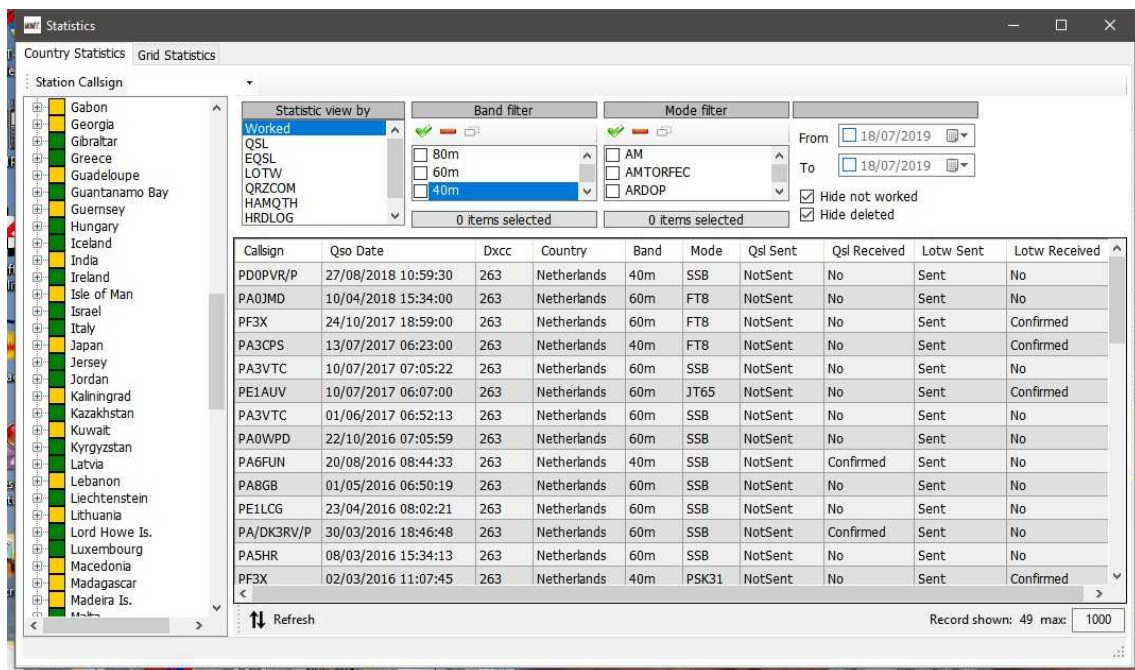 Statistics
Country Statistics Grid Statistics
Station Callsign
Gabon
Georgia
Gibraltar
Greece
Guadeloupe
Guantanamo Bay
Guernsey
Hungary
Iceland
India
Ireland
Isle of Man
Israel
Italy
Japan
Jersey
Jordan
Kaliningrad
Kazakhstan
Kuwait
Kyrgyzstan
Latvia
Lebanon
Liechtenstein
Lithuania
Lord Howe Is.
Luxembourg
Macedonia
Madagascar
Madeira Is.
Malta
Statistic view by
Worked
QSL
EQSL
LOTW
QRZCOM
HAMQTH
HRDLOG
Band filter
80m
60m
40m
0 items selected
Mode filter
AM
AMTORFEC
ARDOP
0 items selected
From 18/07/2019
To 18/07/2019
Hide not worked
Hide deleted
Callsign Qso Date Dxcc Country Band Mode Qsl Sent Qsl Received Lotw Sent Lotw Received
PD0PVR/P 27/08/2018 10:59:30 263 Netherlands 40m SSB NotSent No Sent No
PA0JMD 10/04/2018 15:34:00 263 Netherlands 60m FT8 NotSent No Sent No
PF3X 24/10/2017 18:59:00 263 Netherlands 60m FT8 NotSent No Sent Confirmed
PA3CPS 13/07/2017 06:23:00 263 Netherlands 40m FT8 NotSent No Sent Confirmed
PA3VTC 10/07/2017 07:05:22 263 Netherlands 60m SSB NotSent No Sent No
PE1AUV 10/07/2017 06:07:00 263 Netherlands 60m JT65 NotSent No Sent Confirmed
PA3VTC 01/06/2017 06:52:13 263 Netherlands 60m SSB NotSent No Sent No
PA0WPD 22/10/2016 07:05:59 263 Netherlands 60m SSB NotSent No Sent No
PA6FUN 20/08/2016 08:44:33 263 Netherlands 40m SSB NotSent Confirmed Sent No
PA8GB 01/05/2016 06:50:19 263 Netherlands 60m SSB NotSent No Sent No
PE1LCG 23/04/2016 08:02:21 263 Netherlands 60m SSB NotSent No Sent No
PA/DK3RV/P 30/03/2016 18:46:48 263 Netherlands 60m SSB NotSent Confirmed Sent No
PA5HR 08/03/2016 15:34:13 263 Netherlands 60m SSB NotSent No Sent No
PF3X 02/03/2016 11:07:45 263 Netherlands 40m PSK31 NotSent No Sent Confirmed
Refresh
Record shown: 49 max: 1000